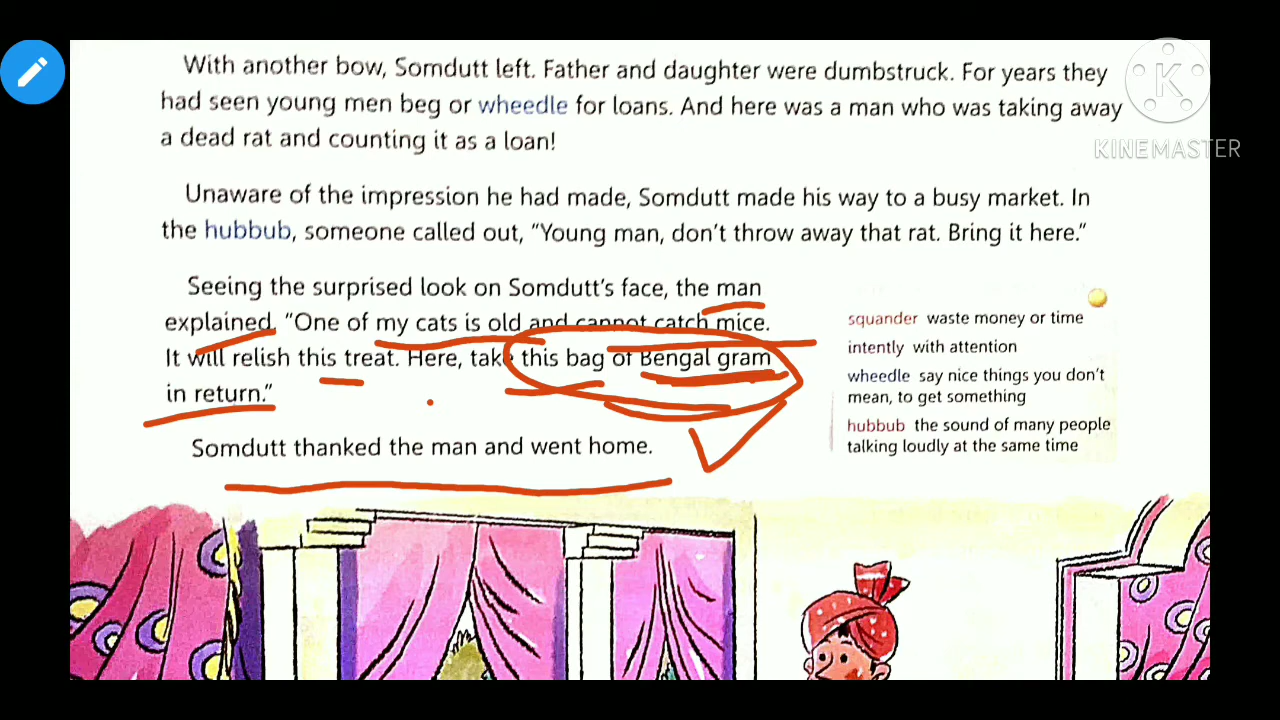 With another bow, Somdutt left. Father and daughter were dumbstruck. For years they
had seen young men beg or wheedle for loans. And here was a man who was taking away
a dead rat and counting it as a loan!
Unaware of the impression he had made, Somdutt made his way to a busy market. In
the hubbub, someone called out, “Young man, don’t throw away that rat. Bring it here.”
Seeing the surprised look on Somdutt’s face, the man
explained, “One of my cats is old and cannot catch mice.
It will relish this treat. Here, take this bag of Bengal gram
in return.”
Somdutt thanked the man and went home.
squander waste money or time
intently with attention
wheedle say nice things you don’t
mean, to get something
hubbub the sound of many people
talking loudly at the same time
K
KINEMASTER